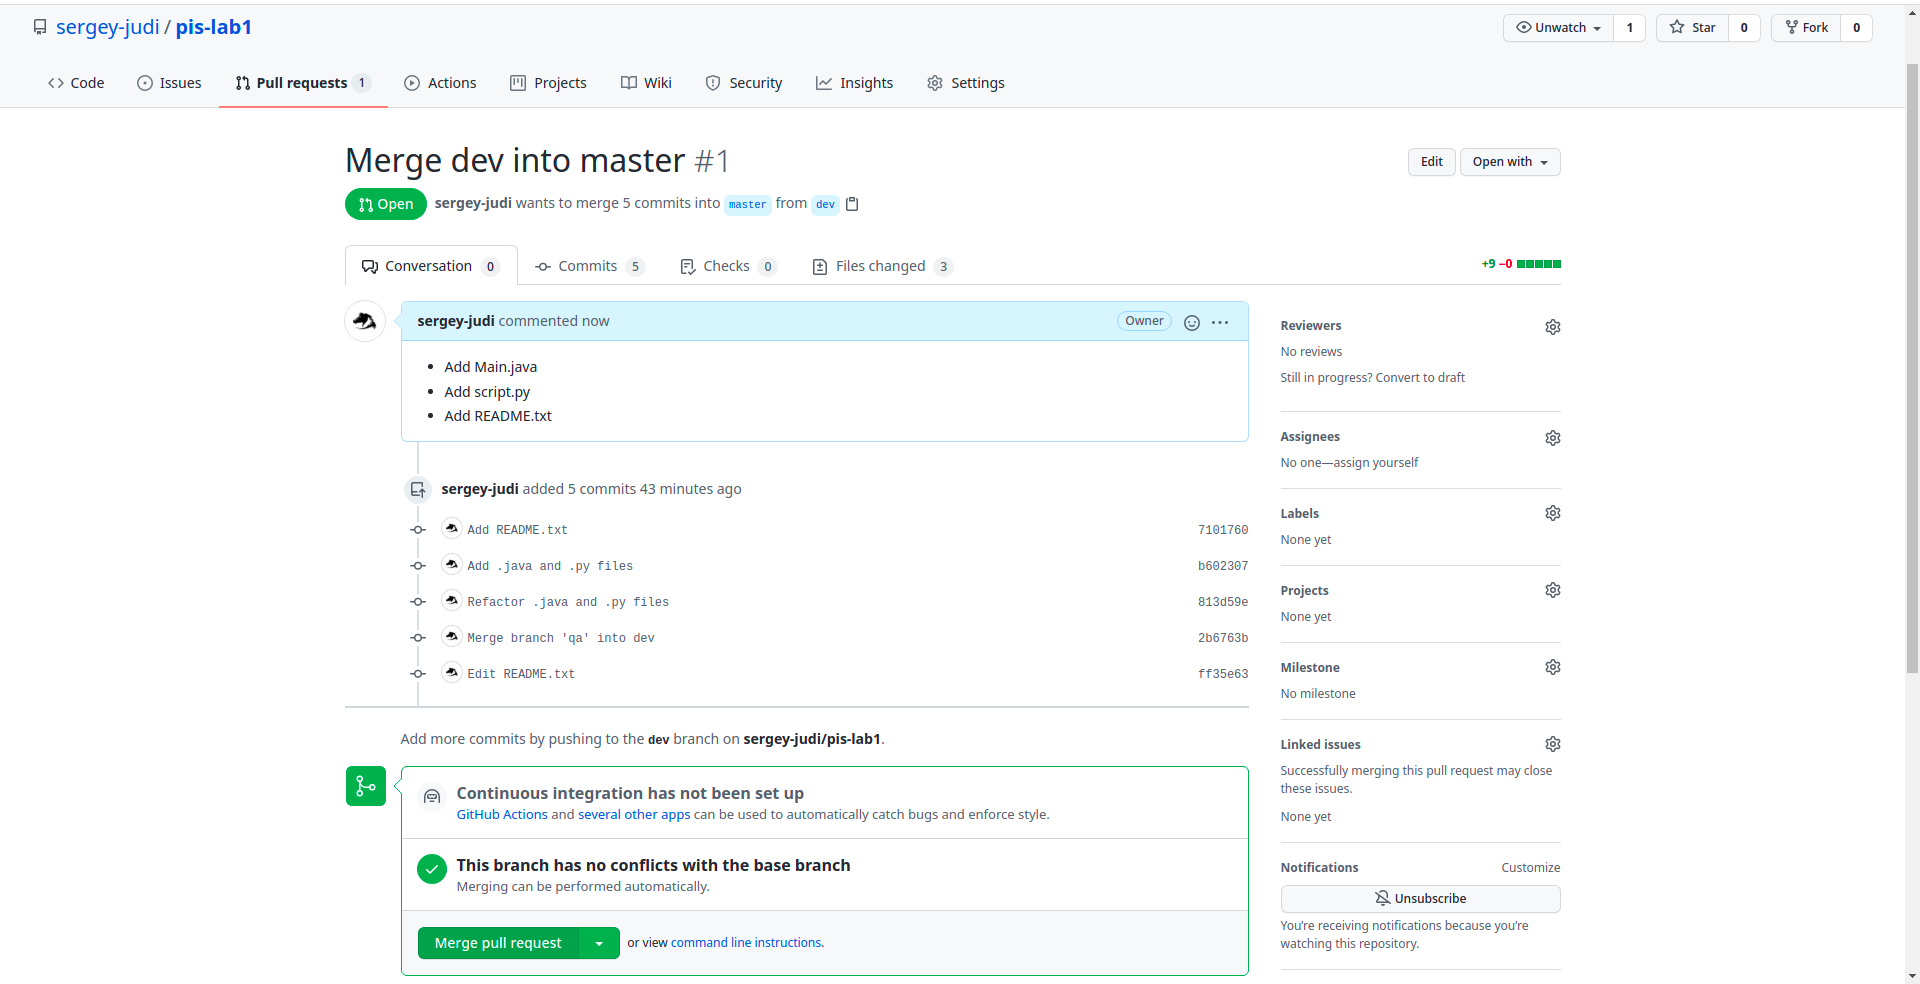 sergey-judi / pis-lab1
Unwatch 1 Star 0 Fork 0
Code Issues Pull requests 1 Actions Projects Wiki Security Insights Settings
Merge dev into master #1
Edit Open with
Open sergey-judi wants to merge 5 commits into master from dev
Conversation 0 Commits 5 Checks 0 Files changed 3
+9 −0
sergey-judi commented now
Owner
Add Main.java
Add script.py
Add README.txt
sergey-judi added 5 commits 43 minutes ago
Add README.txt 7101760
Add .java and .py files b602307
Refactor .java and .py files 813d59e
Merge branch 'qa' into dev 2b6763b
Edit README.txt ff35e63
Add more commits by pushing to the dev branch on sergey-judi/pis-lab1.
Continuous integration has not been set up
GitHub Actions and several other apps can be used to automatically catch bugs and enforce style.
This branch has no conflicts with the base branch
Merging can be performed automatically.
Merge pull request or view command line instructions.
Reviewers
No reviews
Still in progress? Convert to draft
Assignees
No one—assign yourself
Labels
None yet
Projects
None yet
Milestone
No milestone
Linked issues
Successfully merging this pull request may close
these issues.
None yet
Notifications Customize
Unsubscribe
You're receiving notifications because you're
watching this repository.